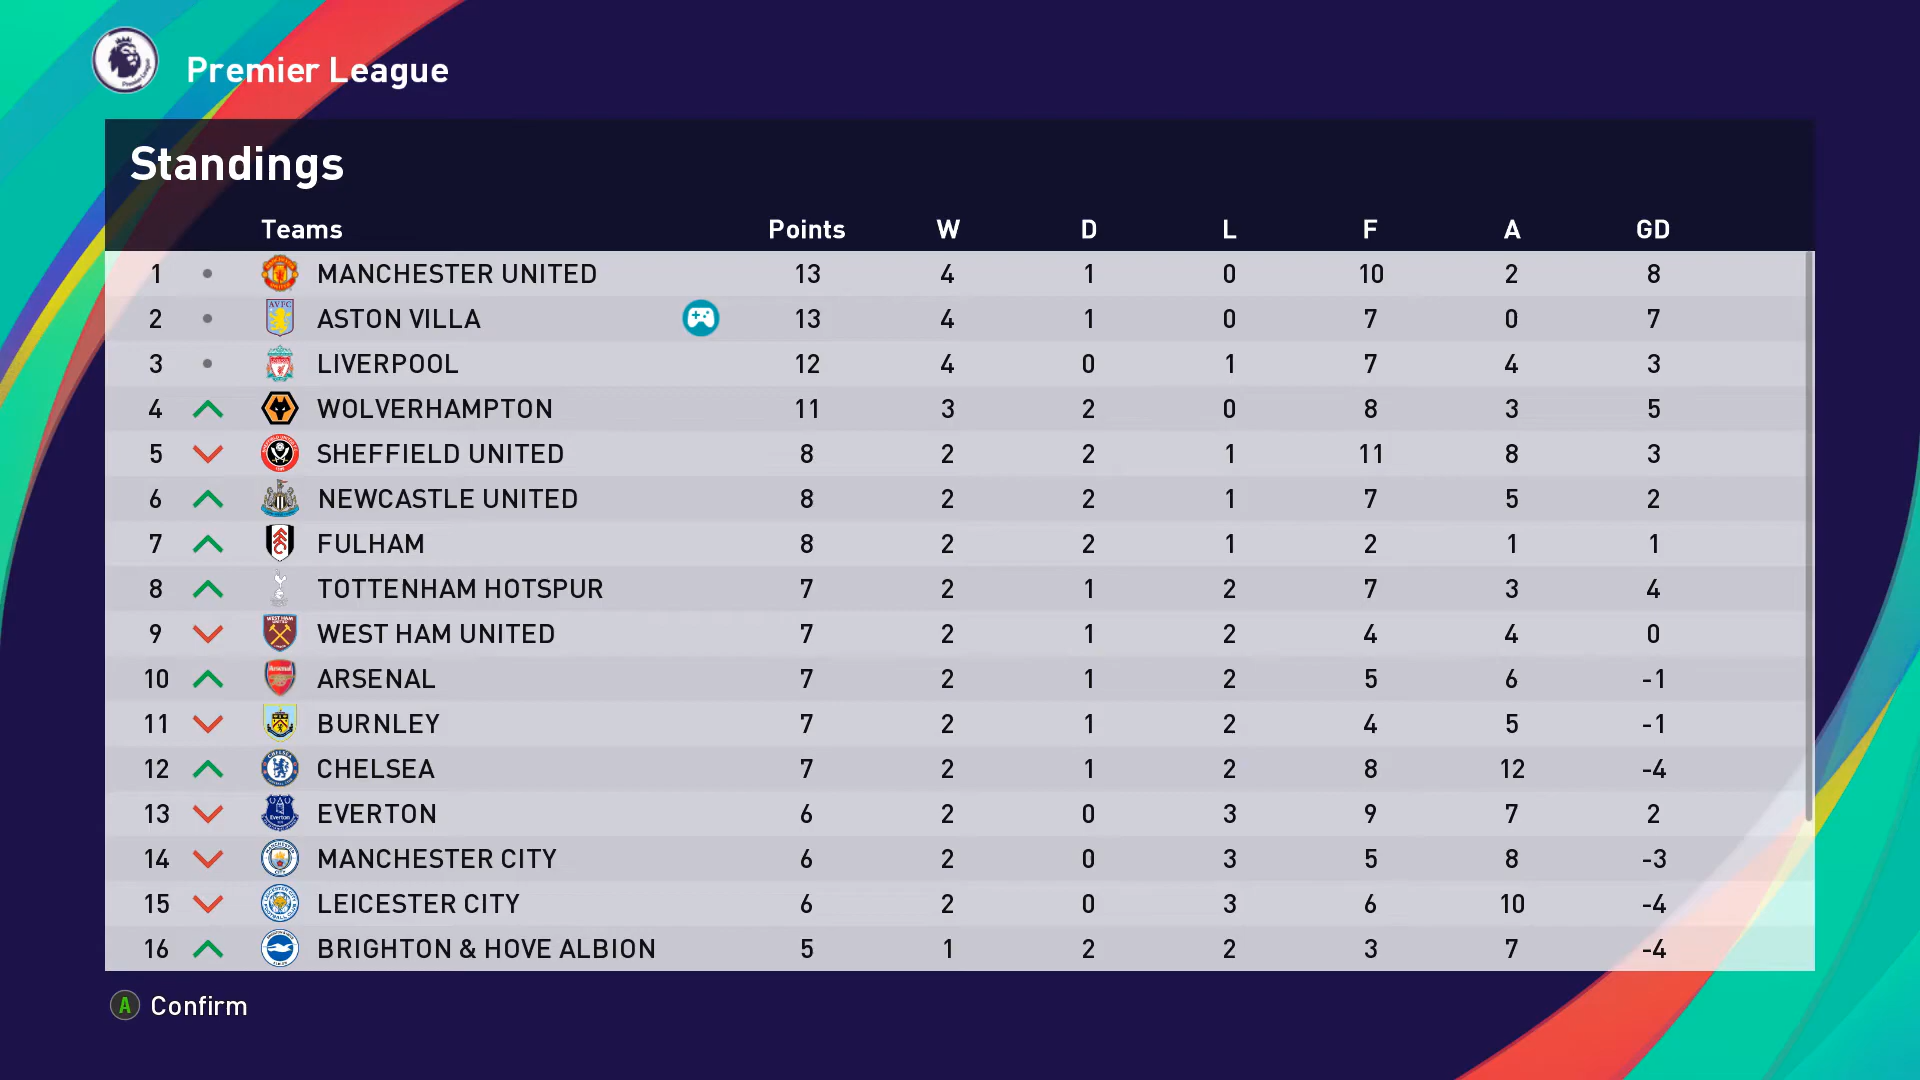 Premier League
Standings
Teams Points W D L F A GD
1 MANCHESTER UNITED 13 4 1 0 10 2 8
2 ASTON VILLA 13 4 1 0 7 0 7
3 LIVERPOOL 12 4 0 1 7 4 3
4 WOLVERHAMPTON 11 3 2 0 8 3 5
5 SHEFFIELD UNITED 8 2 2 1 11 8 3
6 NEWCASTLE UNITED 8 2 2 1 7 5 2
7 FULHAM 8 2 2 1 2 1 1
8 TOTTENHAM HOTSPUR 7 2 1 2 7 3 4
9 WEST HAM UNITED 7 2 1 2 4 4 0
10 ARSENAL 7 2 1 2 5 6 -1
11 BURNLEY 7 2 1 2 4 5 -1
12 CHELSEA 7 2 1 2 8 12 -4
13 EVERTON 6 2 0 3 9 7 2
14 MANCHESTER CITY 6 2 0 3 5 8 -3
15 LEICESTER CITY 6 2 0 3 6 10 -4
16 BRIGHTON & HOVE ALBION 5 1 2 2 3 7 -4
A Confirm